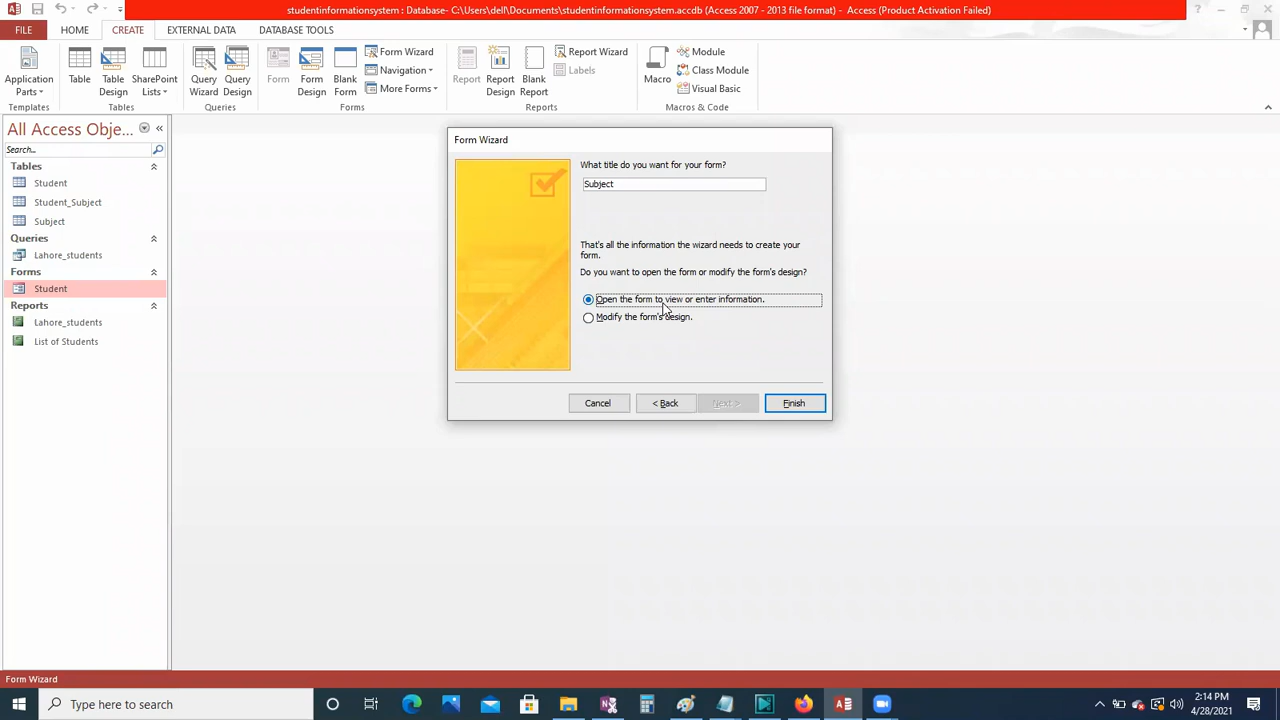 studentinformationsystem : Database- C:\Users\dell\Documents\studentinformationsystem.accdb (Access 2007 - 2013 file format) - Access (Product Activation Failed)
FILE HOME CREATE EXTERNAL DATA DATABASE TOOLS
Application Parts
Templates
Table
Table Design
SharePoint Lists
Tables
Query Wizard
Query Design
Queries
Form
Form Design
Blank Form
Form Wizard
Navigation
More Forms
Forms
Report
Report Design
Blank Report
Report Wizard
Labels
Reports
Macro
Module
Class Module
Visual Basic
Macros & Code
All Access Obje...
Search...
Tables
Student
Student_Subject
Subject
Queries
Lahore_students
Forms
Student
Reports
Lahore_students
List of Students
Form Wizard
What title do you want for your form?
Subject
That's all the information the wizard needs to create your
form.
Do you want to open the form or modify the form's design?
Open the form to view or enter information.
Modify the form's design.
Cancel < Back Next > Finish
Form Wizard
Type here to search
2:14 PM
4/28/2021